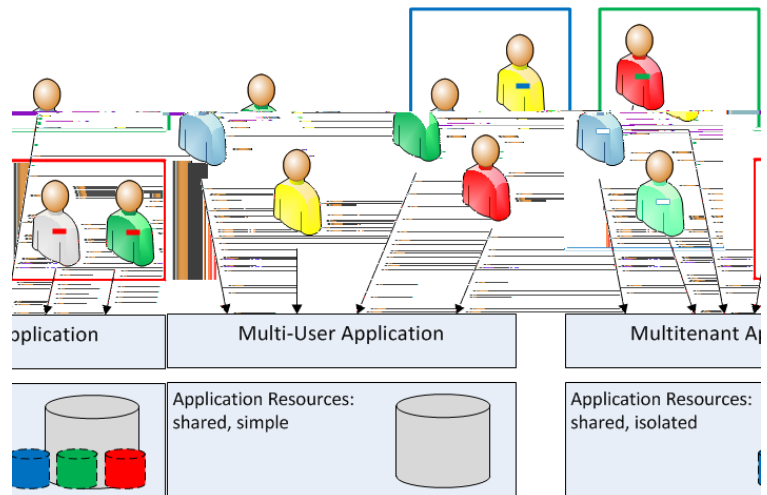 pplication
Multi-User Application
Multitenant Ap
Application Resources:
shared, simple
Application Resources:
shared, isolated